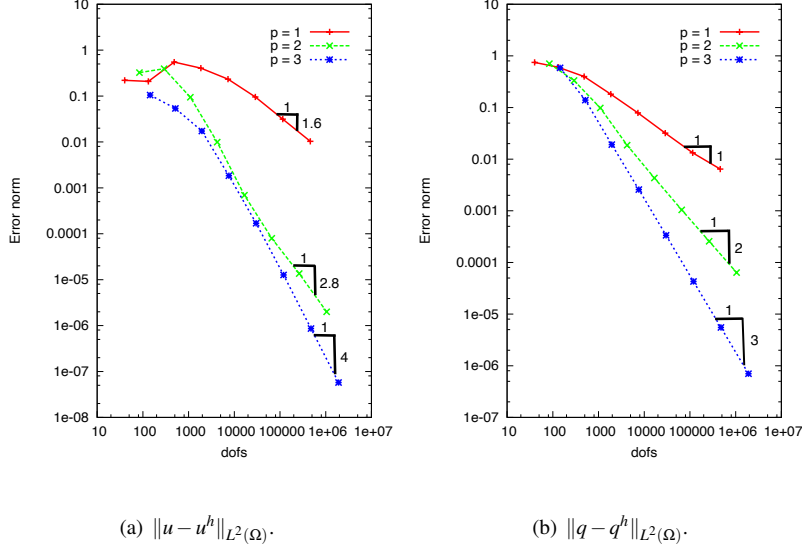 p = 1
p = 2
p = 3
10
1
0.1
0.01
0.001
0.0001
1e-05
1e-06
1e-07
1e-08
Error norm
10
100
1000
10000
100000
1e+06
1e+07
dofs
1
1.6
1
2.8
1
4
(a) ‖u − u^h‖_{L²(Ω)}.
p = 1
p = 2
p = 3
10
1
0.1
0.01
0.001
0.0001
1e-05
1e-06
1e-07
Error norm
10
100
1000
10000
100000
1e+06
1e+07
dofs
1
1
1
2
1
3
(b) ‖q − q^h‖_{L²(Ω)}.